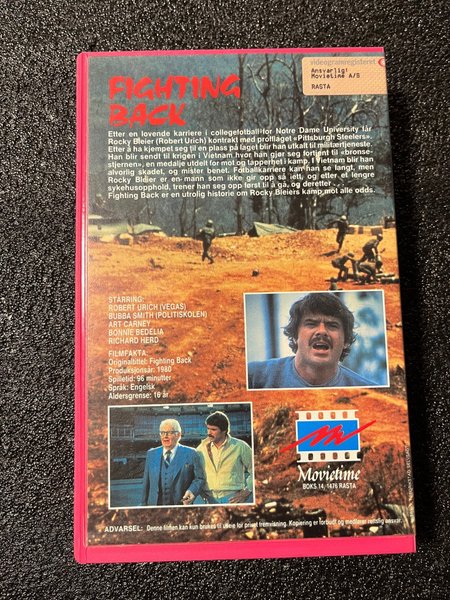 videogramregisteret
Ansvarlig:
Movietime A/S
RASTA
FIGHTING
BACK
Etter en lovende karriere i collegefotball for Notre Dame University får
Rocky Bleier (Robert Urich) kontrakt med proflaget «Pittsburgh Steelers».
Etter å ha kjempet seg til en plass på laget blir han utkalt til militærtjeneste.
Han blir sendt til krigen i Vietnam hvor han gjør seg fortjent til «bronse-
stjernen», en medalje utdelt for mot og tapperhet i kamp. I Vietnam blir han
alvorlig skadet, og mister benet. Fotballkarriere kan han se langt, men
Rocky Bleier er en mann som ikke gir opp så lett, og etter et lengre
sykehusopphold, trener han seg opp først til å gå, og deretter . . .
Fighting Back er en utrolig historie om Rocky Bleiers kamp mot alle odds.
STARRING:
ROBERT URICH (VEGAS)
BUBBA SMITH (POLITISKOLEN)
ART CARNEY
BONNIE BEDELIA
RICHARD HERD
FILMFAKTA:
Originaltittel: Fighting Back
Produksjonsår: 1980
Spilletid: 96 minutter
Språk: Engelsk
Aldersgrense: 16 år
Movietime
BOKS 14, 1476 RASTA
ADVARSEL: Denne filmen kan kun brukes til utleie for privat fremvisning. Kopiering er forbudt og medfører rettslig ansvar.